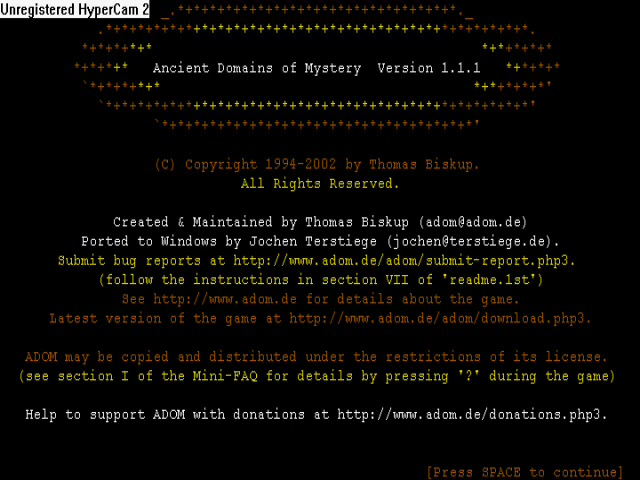 Unregistered HyperCam 2
Ancient Domains of Mystery Version 1.1.1
(C) Copyright 1994-2002 by Thomas Biskup.
All Rights Reserved.
Created & Maintained by Thomas Biskup (adom@adom.de)
Ported to Windows by Jochen Terstiege (jochen@terstiege.de).
Submit bug reports at http://www.adom.de/adom/submit-report.php3.
(follow the instructions in section VII of 'readme.1st')
See http://www.adom.de for details about the game.
Latest version of the game at http://www.adom.de/adom/download.php3.
ADOM may be copied and distributed under the restrictions of its license.
(see section I of the Mini-FAQ for details by pressing '?' during the game)
Help to support ADOM with donations at http://www.adom.de/donations.php3.
[Press SPACE to continue]